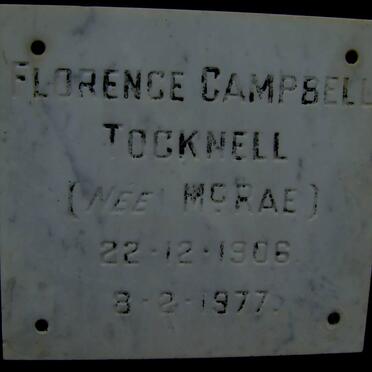 FLORENCE CAMPBELL
TOCKNELL
(NEE McRAE)
22·12·1906.
8·2·1977.